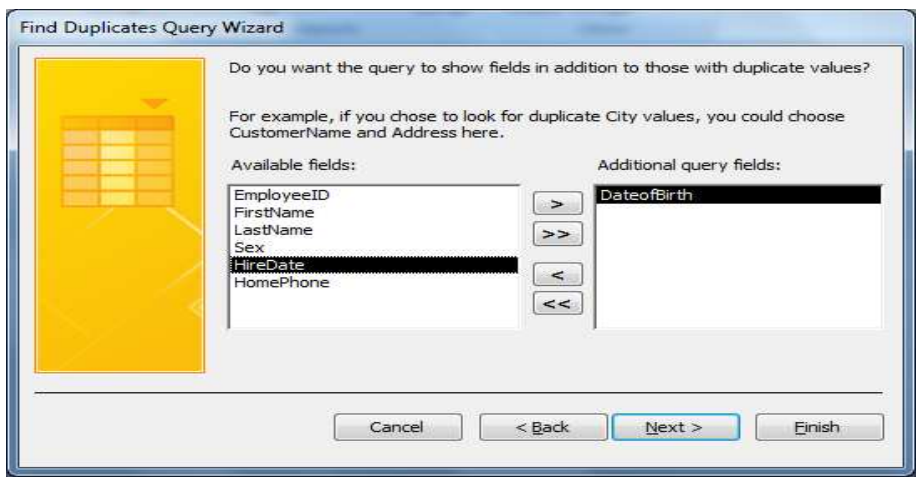 Find Duplicates Query Wizard
Do you want the query to show fields in addition to those with duplicate values?
For example, if you chose to look for duplicate City values, you could choose
CustomerName and Address here.
Available fields:
Additional query fields:
EmployeeID
FirstName
LastName
Sex
HireDate
HomePhone
>
>>
<
<<
DateofBirth
Cancel
< Back
Next >
Finish